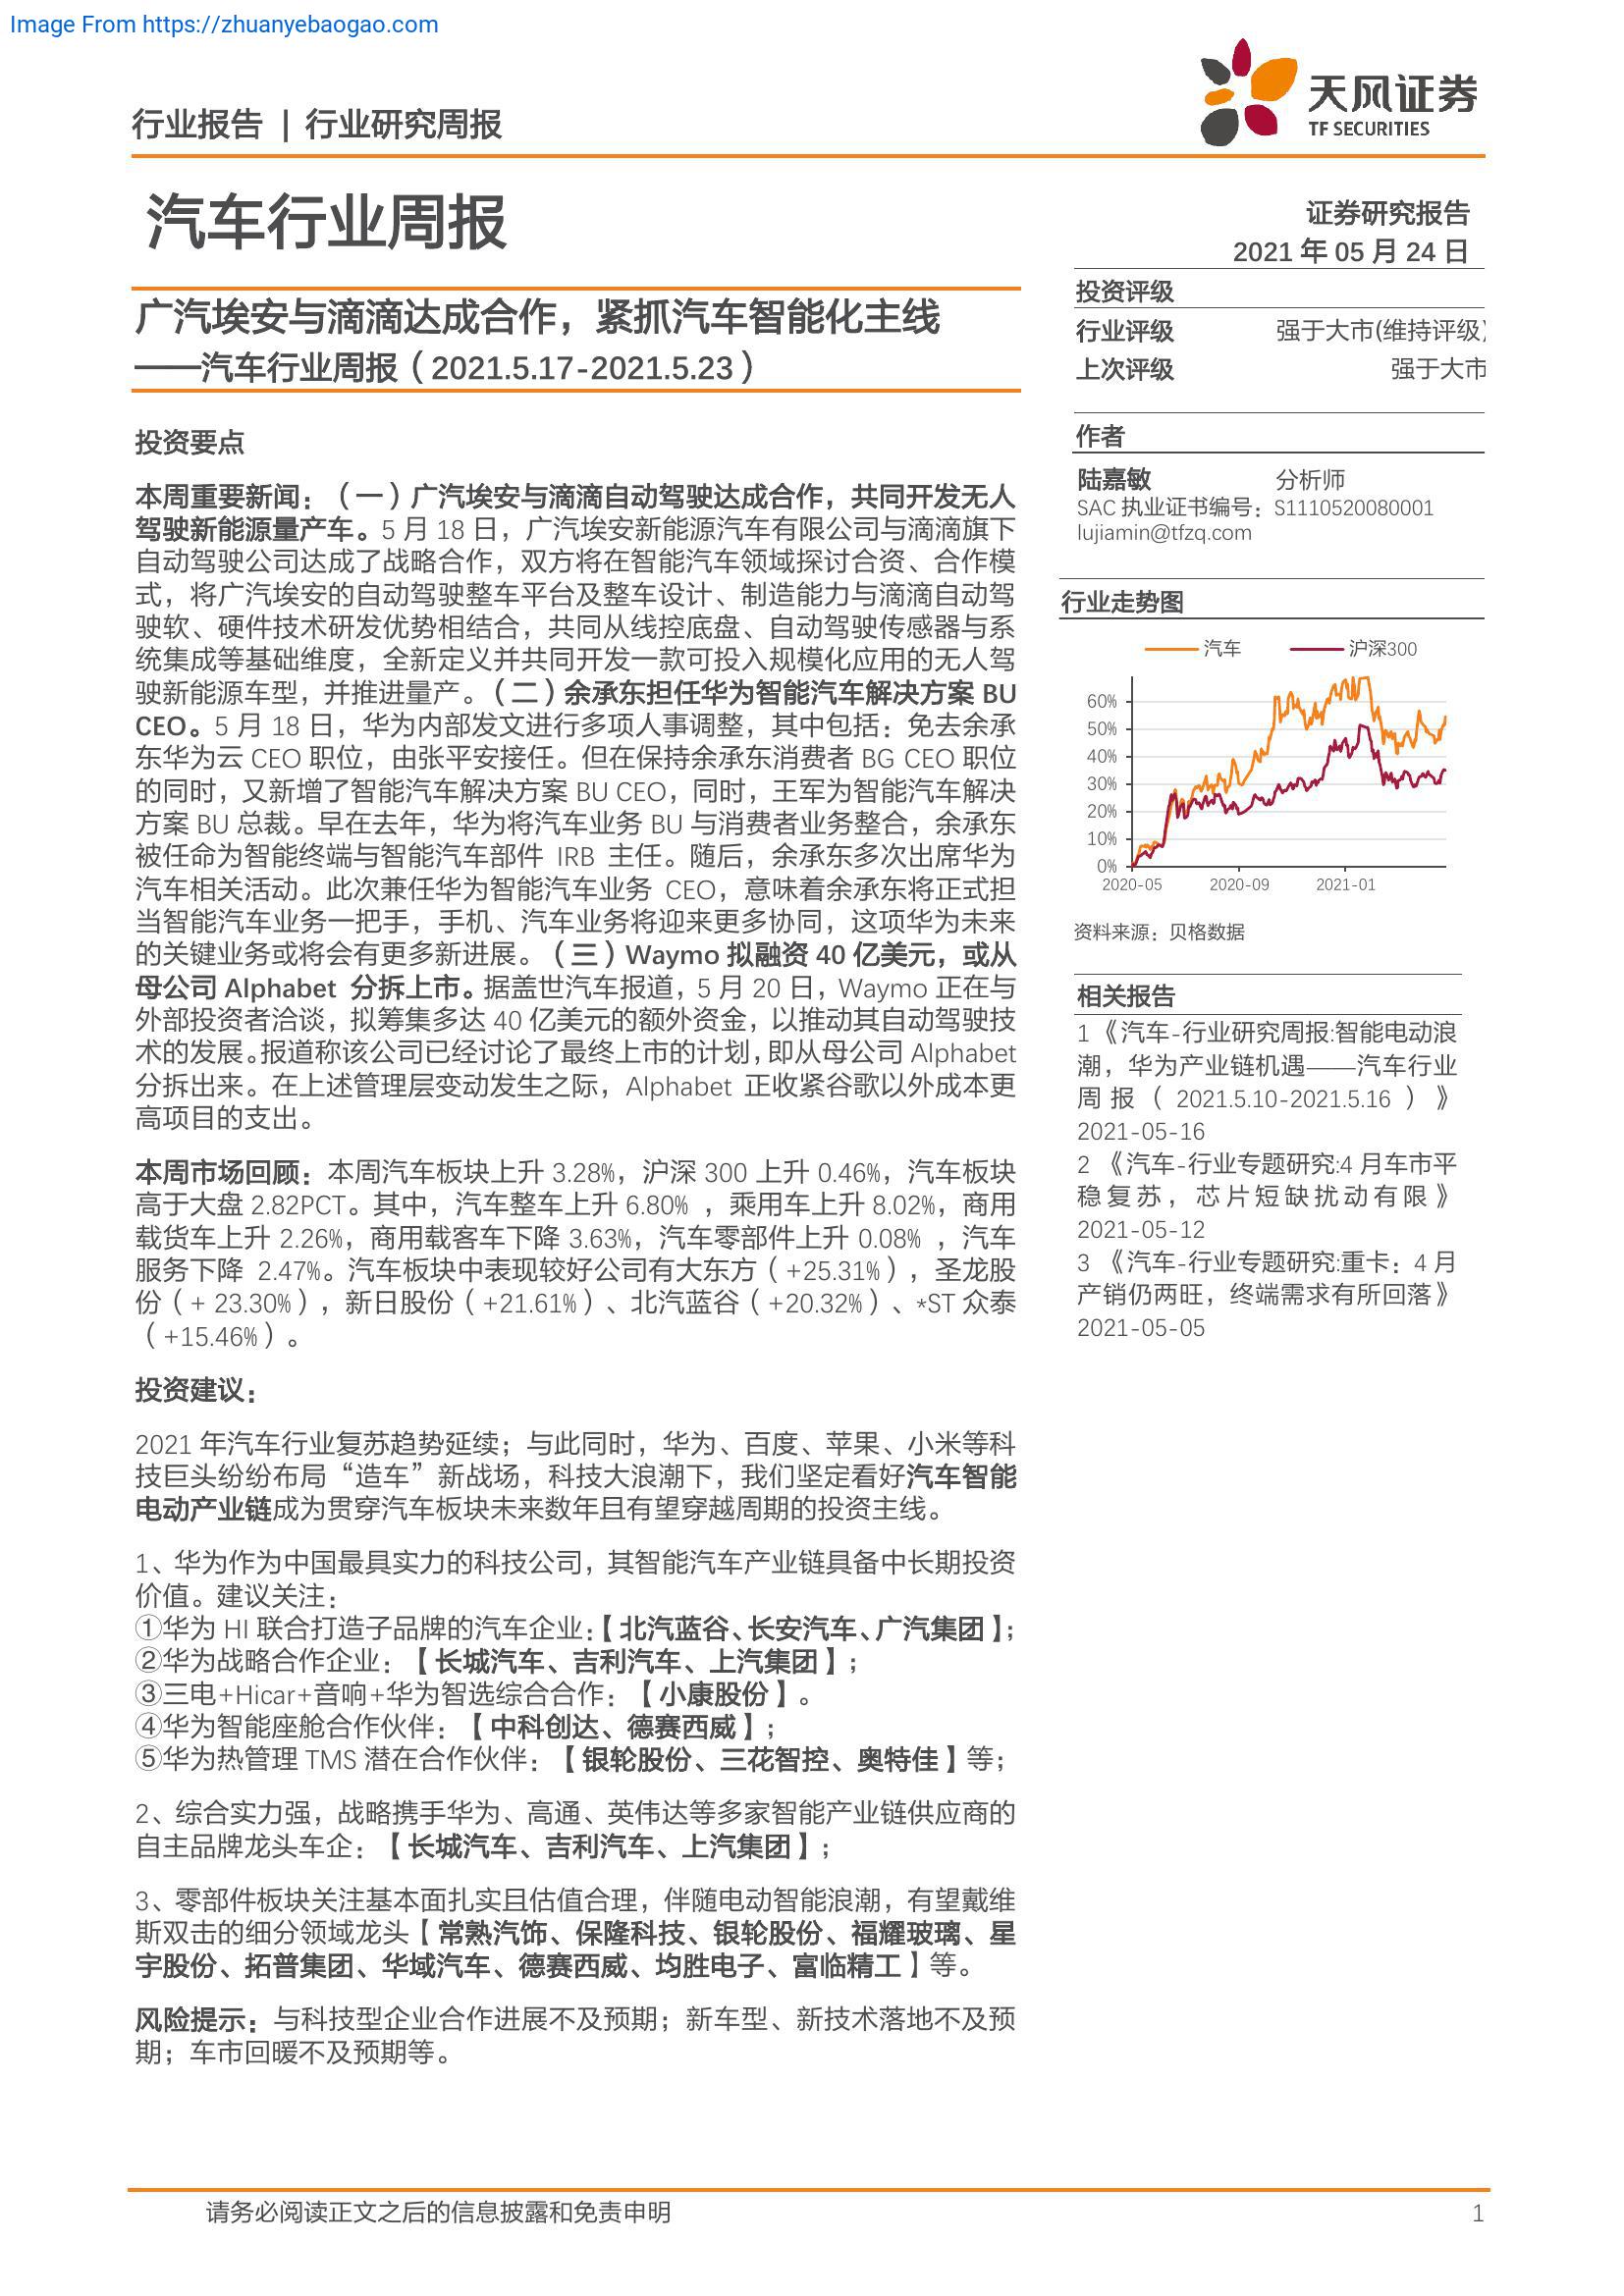 Image From https://zhuanyebaogao.com
行业报告 | 行业研究周报
天风证券
TF SECURITIES
汽车行业周报
证券研究报告
2021 年 05 月 24 日
广汽埃安与滴滴达成合作，紧抓汽车智能化主线
——汽车行业周报（2021.5.17-2021.5.23）
投资要点
本周重要新闻：（一）广汽埃安与滴滴自动驾驶达成合作，共同开发无人
驾驶新能源量产车。5 月 18 日，广汽埃安新能源汽车有限公司与滴滴旗下
自动驾驶公司达成了战略合作，双方将在智能汽车领域探讨合资、合作模
式，将广汽埃安的自动驾驶整车平台及整车设计、制造能力与滴滴自动驾
驶软、硬件技术研发优势相结合，共同从线控底盘、自动驾驶传感器与系
统集成等基础维度，全新定义并共同开发一款可投入规模化应用的无人驾
驶新能源车型，并推进量产。（二）余承东担任华为智能汽车解决方案 BU
CEO。5 月 18 日，华为内部发文进行多项人事调整，其中包括：免去余承
东华为云 CEO 职位，由张平安接任。但在保持余承东消费者 BG CEO 职位
的同时，又新增了智能汽车解决方案 BU CEO，同时，王军为智能汽车解决
方案 BU 总裁。早在去年，华为将汽车业务 BU 与消费者业务整合，余承东
被任命为智能终端与智能汽车部件 IRB 主任。随后，余承东多次出席华为
汽车相关活动。此次兼任华为智能汽车业务 CEO，意味着余承东将正式担
当智能汽车业务一把手，手机、汽车业务将迎来更多协同，这项华为未来
的关键业务或将会有更多新进展。（三）Waymo 拟融资 40 亿美元，或从
母公司 Alphabet 分拆上市。据盖世汽车报道，5 月 20 日，Waymo 正在与
外部投资者洽谈，拟筹集多达 40 亿美元的额外资金，以推动其自动驾驶技
术的发展。报道称该公司已经讨论了最终上市的计划，即从母公司 Alphabet
分拆出来。在上述管理层变动发生之际，Alphabet 正收紧谷歌以外成本更
高项目的支出。
本周市场回顾：本周汽车板块上升 3.28%，沪深 300 上升 0.46%，汽车板块
高于大盘 2.82PCT。其中，汽车整车上升 6.80% ，乘用车上升 8.02%，商用
载货车上升 2.26%，商用载客车下降 3.63%，汽车零部件上升 0.08% ，汽车
服务下降 2.47%。汽车板块中表现较好公司有大东方（+25.31%），圣龙股
份（+ 23.30%），新日股份（+21.61%）、北汽蓝谷（+20.32%）、*ST 众泰
（+15.46%）。
投资建议：
2021 年汽车行业复苏趋势延续；与此同时，华为、百度、苹果、小米等科
技巨头纷纷布局“造车”新战场，科技大浪潮下，我们坚定看好汽车智能
电动产业链成为贯穿汽车板块未来数年且有望穿越周期的投资主线。
1、华为作为中国最具实力的科技公司，其智能汽车产业链具备中长期投资
价值。建议关注：
①华为 HI 联合打造子品牌的汽车企业：【北汽蓝谷、长安汽车、广汽集团】；
②华为战略合作企业：【长城汽车、吉利汽车、上汽集团】；
③三电+Hicar+音响+华为智选综合合作：【小康股份】。
④华为智能座舱合作伙伴：【中科创达、德赛西威】；
⑤华为热管理 TMS 潜在合作伙伴：【银轮股份、三花智控、奥特佳】等；
2、综合实力强，战略携手华为、高通、英伟达等多家智能产业链供应商的
自主品牌龙头车企：【长城汽车、吉利汽车、上汽集团】；
3、零部件板块关注基本面扎实且估值合理，伴随电动智能浪潮，有望戴维
斯双击的细分领域龙头【常熟汽饰、保隆科技、银轮股份、福耀玻璃、星
宇股份、拓普集团、华域汽车、德赛西威、均胜电子、富临精工】等。
风险提示：与科技型企业合作进展不及预期；新车型、新技术落地不及预
期；车市回暖不及预期等。
投资评级
行业评级 强于大市(维持评级)
上次评级 强于大市
作者
陆嘉敏 分析师
SAC 执业证书编号：S1110520080001
lujiamin@tfzq.com
行业走势图
汽车 沪深300
60%
50%
40%
30%
20%
10%
0%
2020-05 2020-09 2021-01
资料来源：贝格数据
相关报告
1 《汽车-行业研究周报:智能电动浪
潮，华为产业链机遇——汽车行业
周报（ 2021.5.10-2021.5.16 ）》
2021-05-16
2 《汽车-行业专题研究:4 月车市平
稳复苏，芯片短缺扰动有限》
2021-05-12
3 《汽车-行业专题研究:重卡：4 月
产销仍两旺，终端需求有所回落》
2021-05-05
请务必阅读正文之后的信息披露和免责申明 1